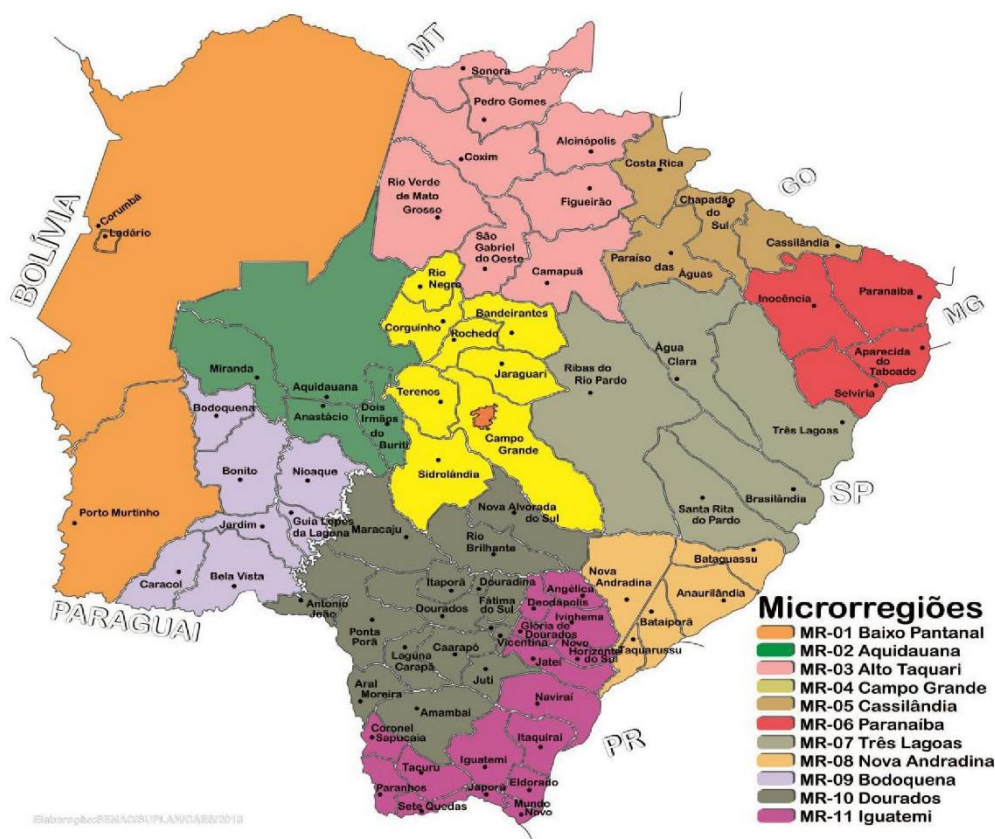 MT
Sonora
Pedro Gomes
Alcinópolis
Coxim
Costa Rica
GO
Rio Verde
de Mato
Grosso
Figueirão
Chapadão
do
Sul
BOLÍVIA
Corumbá
Ladário
São
Gabriel
do Oeste
Camapuã
Paraíso
das
Águas
Cassilândia
Rio
Negro
Inocência
Paranaiba
MG
Corguinho
Bandeirantes
Rochedo
Aparecida
do
Taboado
Miranda
Aquidauana
Jaraguari
Ribas do
Rio Pardo
Água
Clara
Selvíria
Bodoquena
Anastácio
Dois
Irmãos
do
Buriti
Terenos
Campo
Grande
Três Lagoas
Bonito
Nioaque
Sidrolândia
Brasilândia
SP
Porto Murtinho
Jardim
Guia Lopes
da Laguna
Maracaju
Nova Alvorada
do Sul
Santa Rita
do Pardo
Rio
Brilhante
Caracol
Bela Vista
Bataguassu
Nova
Andradina
Anaurilândia
PARAGUAI
Antonio
João
Itaporã
Douradina
Angélica
Dourados
Fátima
do Sul
Deodápolis
Ivinhema
Bataiporã
Ponta
Porã
Glória de
Dourados
Vicentina
Novo
Horizonte
do Sul
Taquarussu
Laguna
Carapã
Caarapó
Jateí
Juti
Aral
Moreira
Amambai
Naviraí
PR
Coronel
Sapucaia
Itaquiraí
Tacuru
Iguatemi
Paranhos
Japorã
Eldorado
Sete Quedas
Mundo
Novo
Microrregiões
MR-01 Baixo Pantanal
MR-02 Aquidauana
MR-03 Alto Taquari
MR-04 Campo Grande
MR-05 Cassilândia
MR-06 Paranaíba
MR-07 Três Lagoas
MR-08 Nova Andradina
MR-09 Bodoquena
MR-10 Dourados
MR-11 Iguatemi